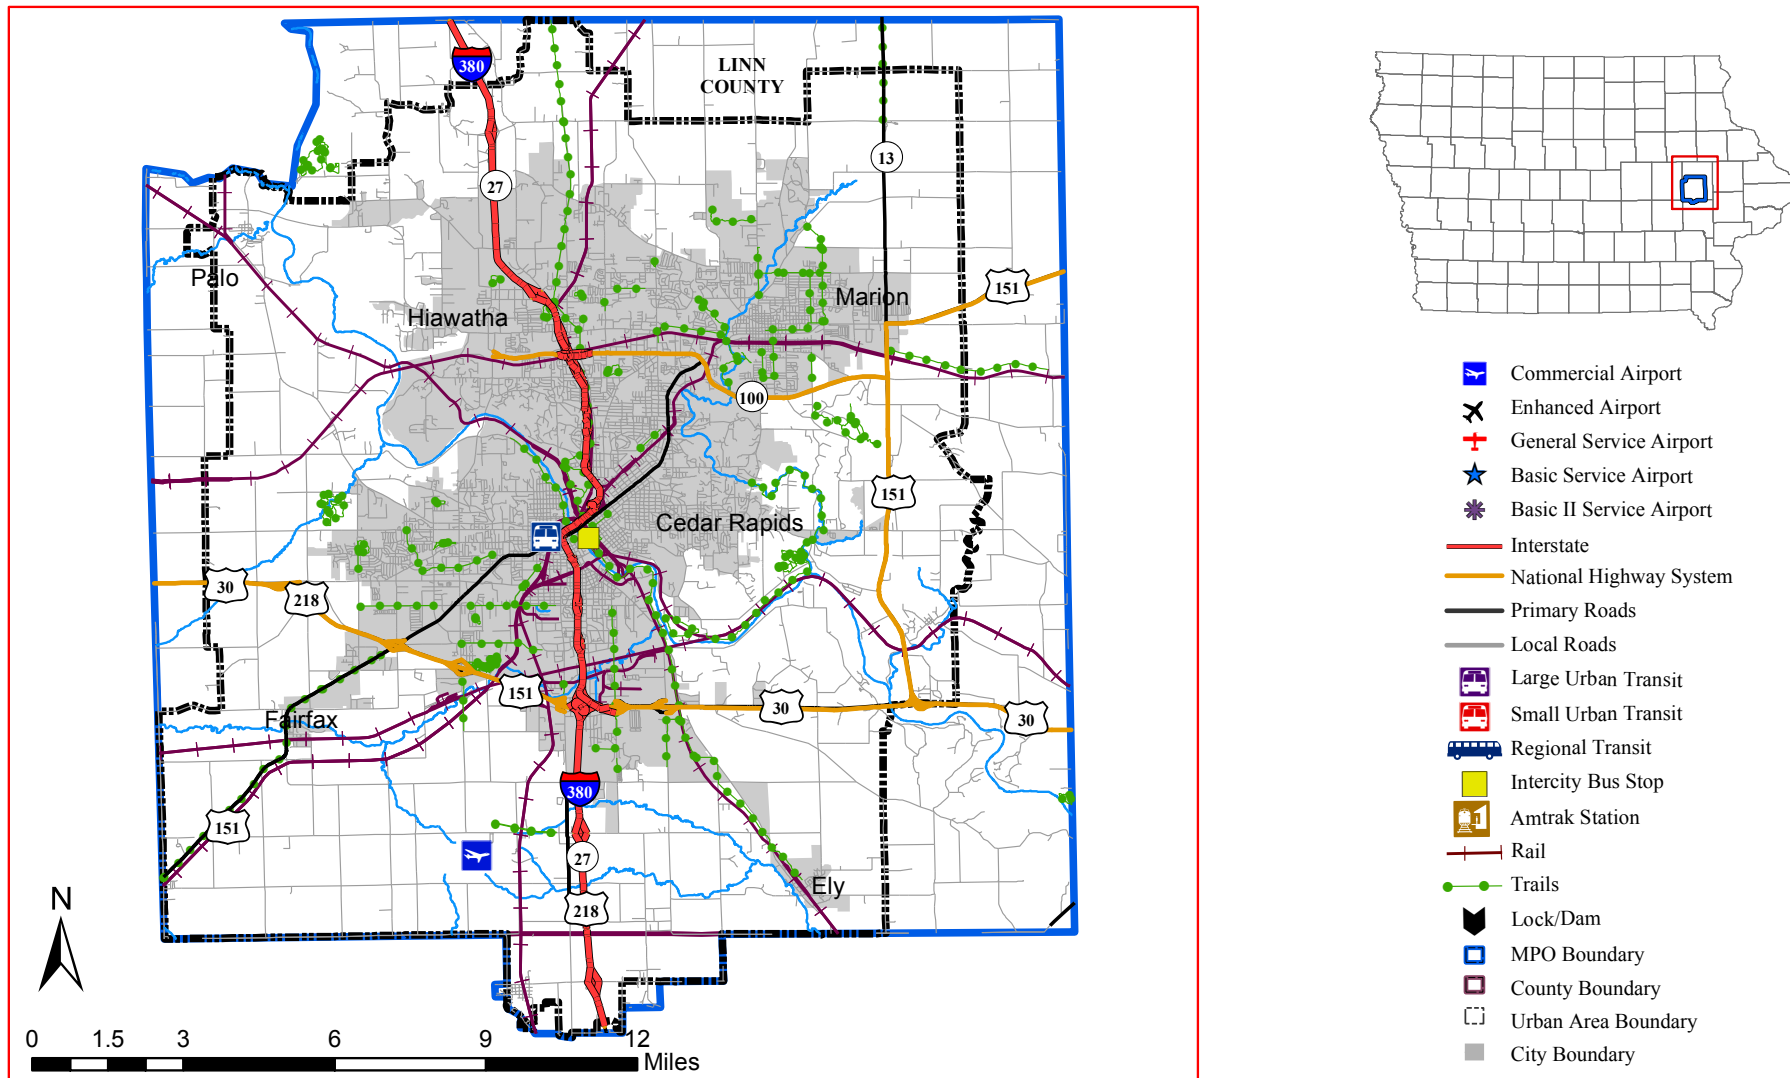 380
LINN
COUNTY
13
27
151
Palo
Marion
Hiawatha
100
151
Cedar Rapids
30
218
151
30
30
Fairfax
380
151
27
Ely
218
N
0 1.5 3 6 9 12
Miles
Commercial Airport
Enhanced Airport
General Service Airport
Basic Service Airport
Basic II Service Airport
Interstate
National Highway System
Primary Roads
Local Roads
Large Urban Transit
Small Urban Transit
Regional Transit
Intercity Bus Stop
Amtrak Station
Rail
Trails
Lock/Dam
MPO Boundary
County Boundary
Urban Area Boundary
City Boundary